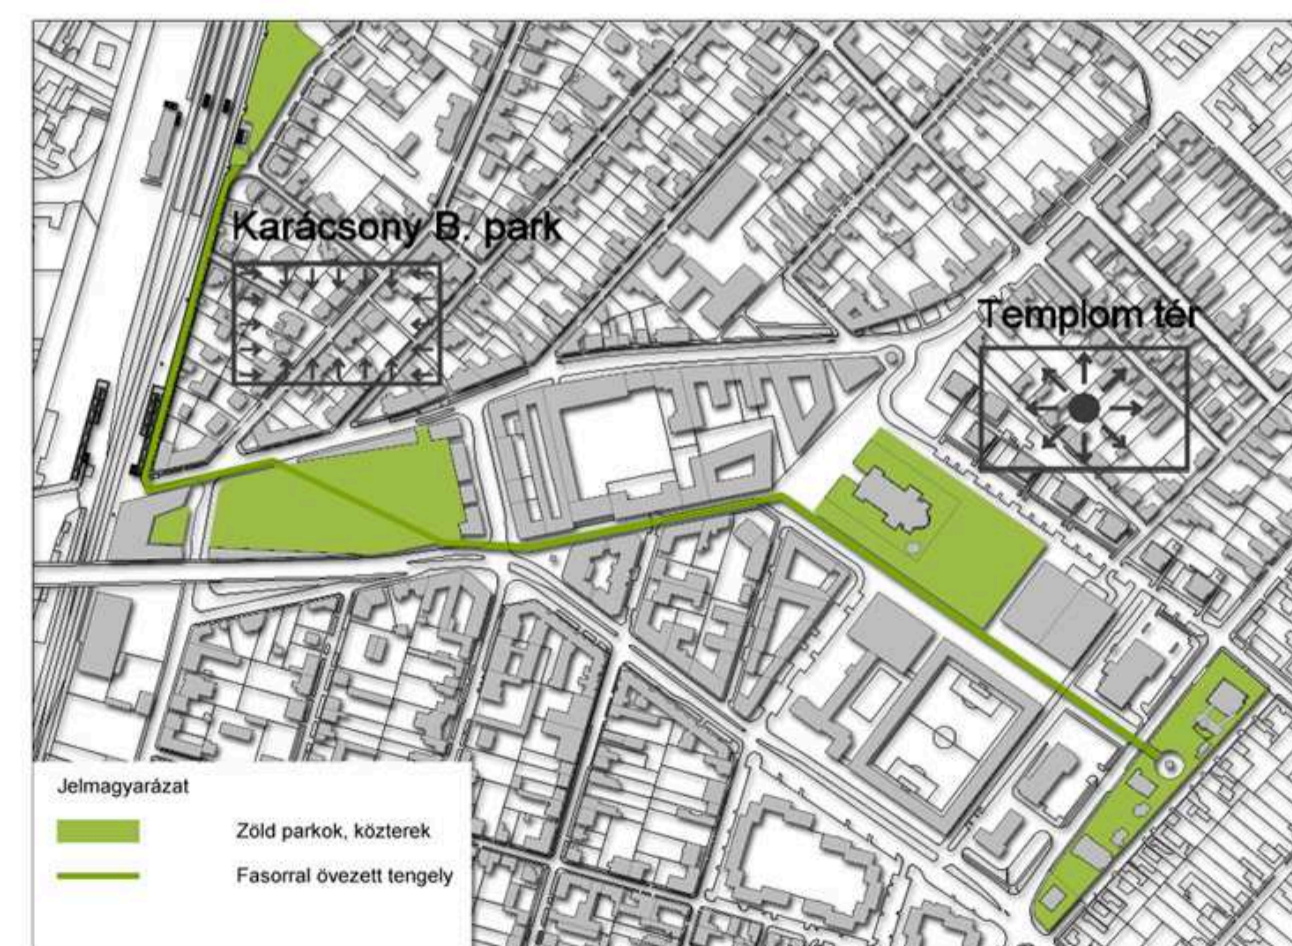 Karácsony B. park
Templom tér
Jelmagyarázat
Zöld parkok, közterek
Fasorral övezett tengely